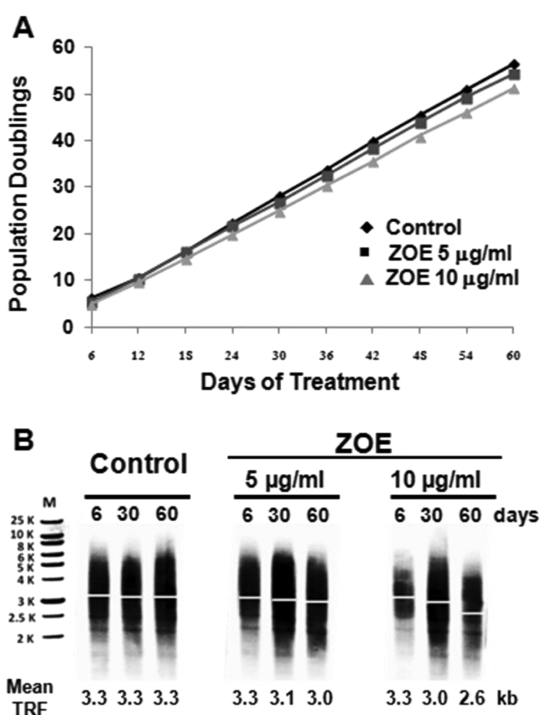 A
Population Doublings
60
50
40
30
20
10
0
6 12 18 24 30 36 42 48 54 60
Days of Treatment
Control
ZOE 5 µg/ml
ZOE 10 µg/ml
B
ZOE
Control
5 µg/ml 10 µg/ml
M
6 30 60 6 30 60 6 30 60 days
25 K
10 K
8 K
6 K
5 K
4 K
3 K
2.5 K
2 K
Mean
TRF
3.3 3.3 3.3 3.3 3.1 3.0 3.3 3.0 2.6 kb